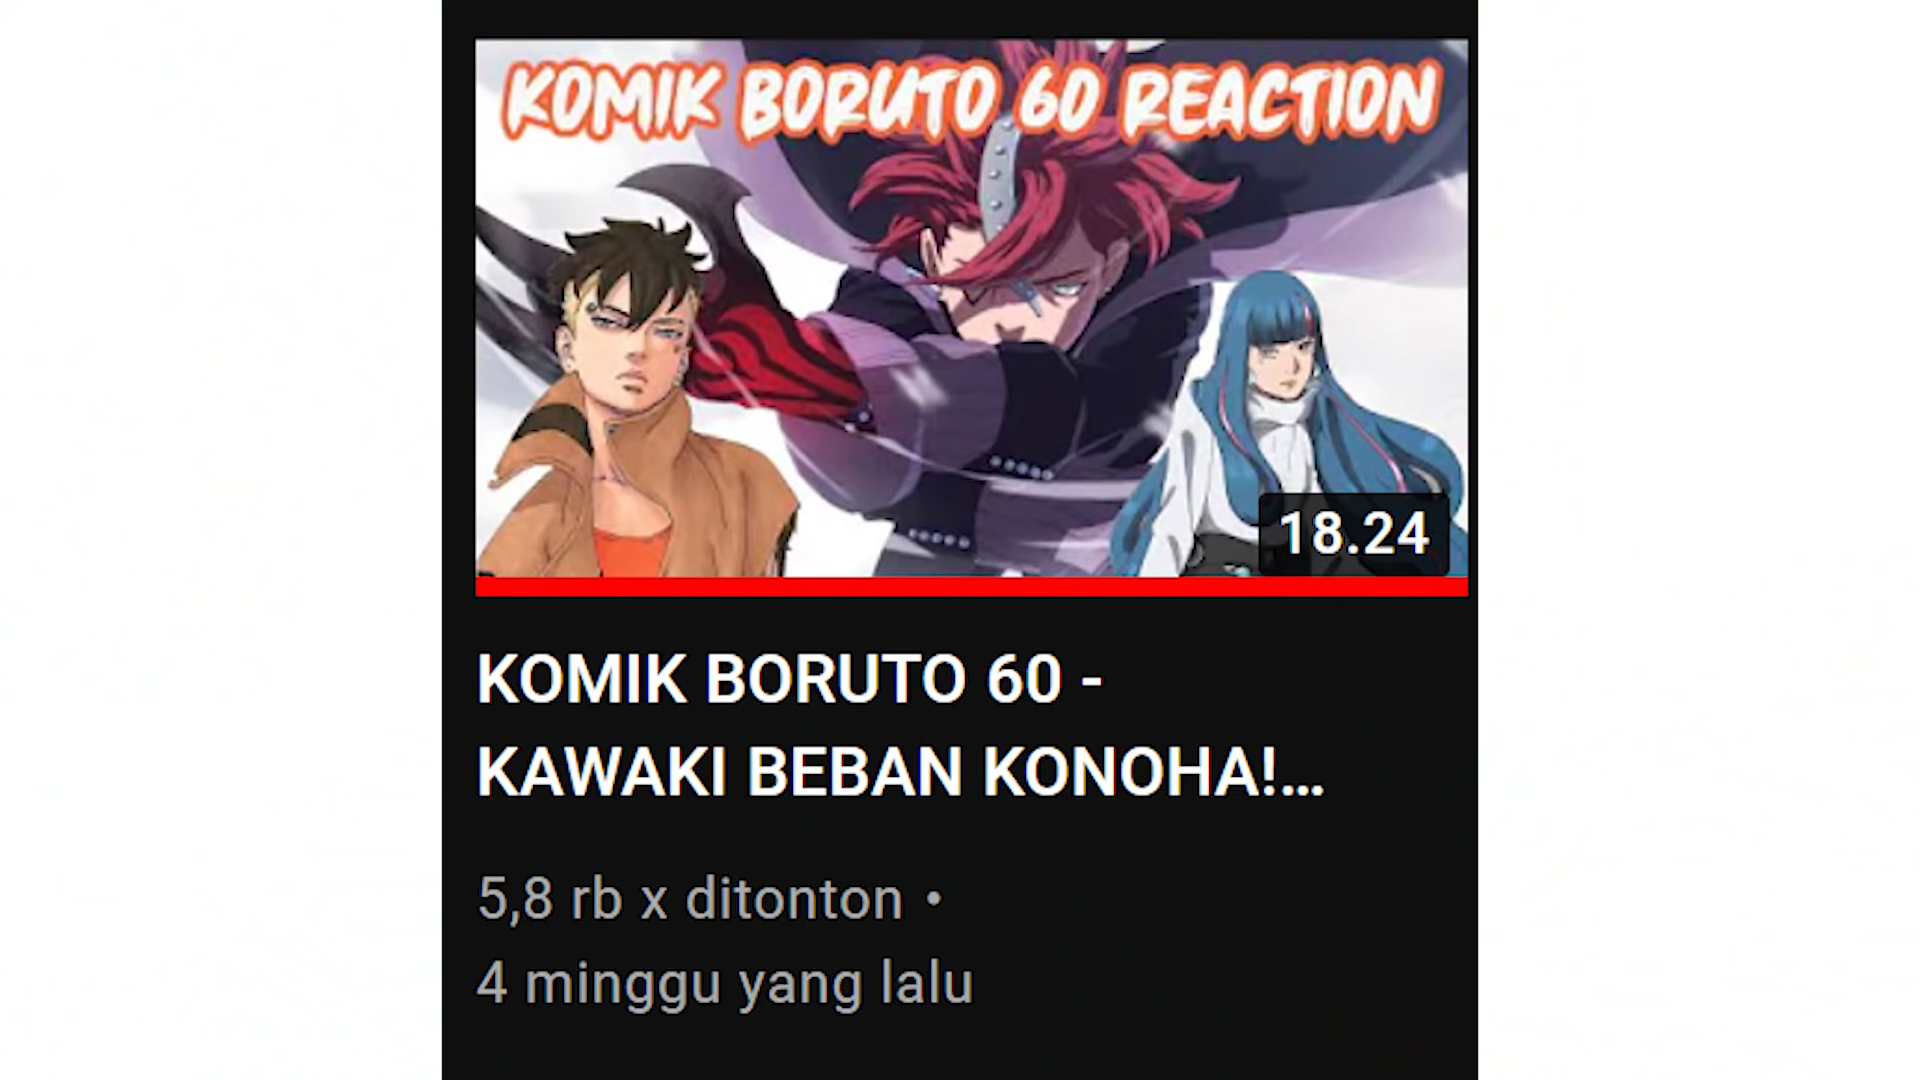 KOMIK BORUTO 60 REACTION
18.24
KOMIK BORUTO 60 -
KAWAKI BEBAN KONOHA!...
5,8 rb x ditonton •
4 minggu yang lalu